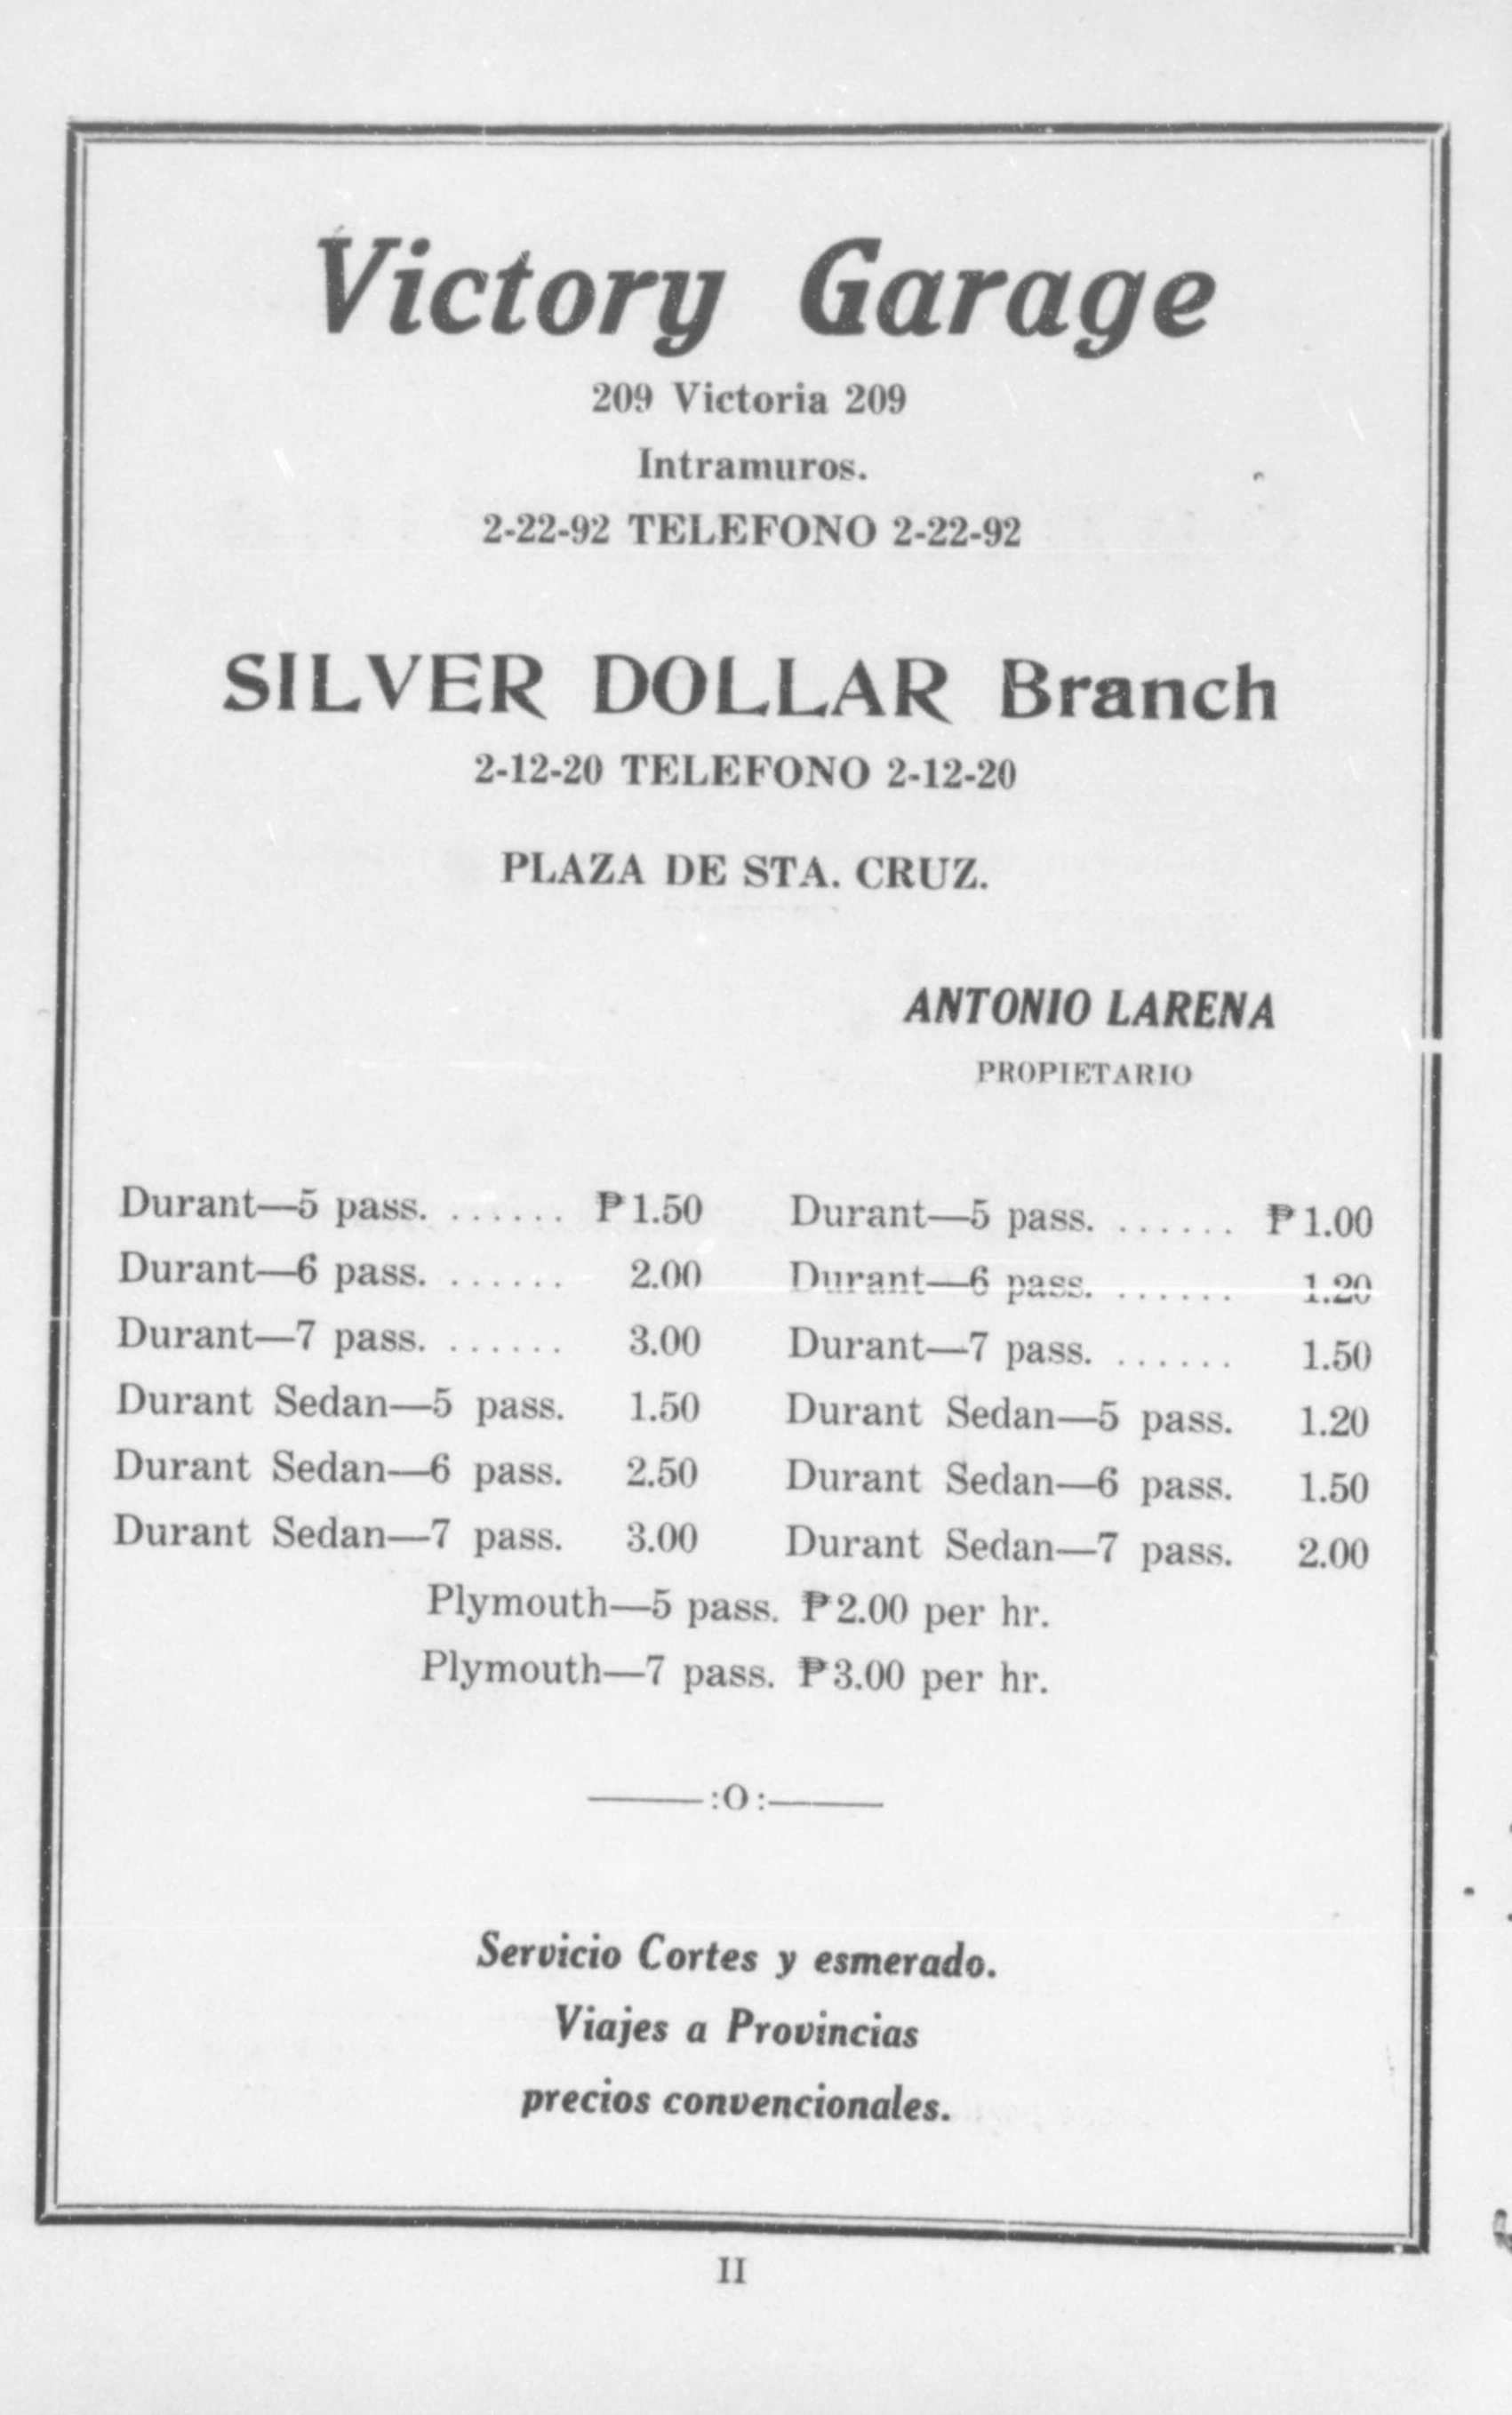 Victory Garage
209 Victoria 209
Intramuros.
2-22-92 TELEFONO 2-22-92
SILVER DOLLAR Branch
2-12-20 TELEFONO 2-12-20
PLAZA DE STA. CRUZ.
ANTONIO LARENA
PROPIETARIO
Durant—5 pass. ...... ₱1.50
Durant—6 pass. ...... 2.00
Durant—7 pass. ...... 3.00
Durant Sedan—5 pass. 1.50
Durant Sedan—6 pass. 2.50
Durant Sedan—7 pass. 3.00
Durant—5 pass. ...... ₱1.00
Durant—6 pass. ...... 1.20
Durant—7 pass. ...... 1.50
Durant Sedan—5 pass. 1.20
Durant Sedan—6 pass. 1.50
Durant Sedan—7 pass. 2.00
Plymouth—5 pass. ₱2.00 per hr.
Plymouth—7 pass. ₱3.00 per hr.
———:O:———
Servicio Cortes y esmerado.
Viajes a Provincias
precios convencionales.
II